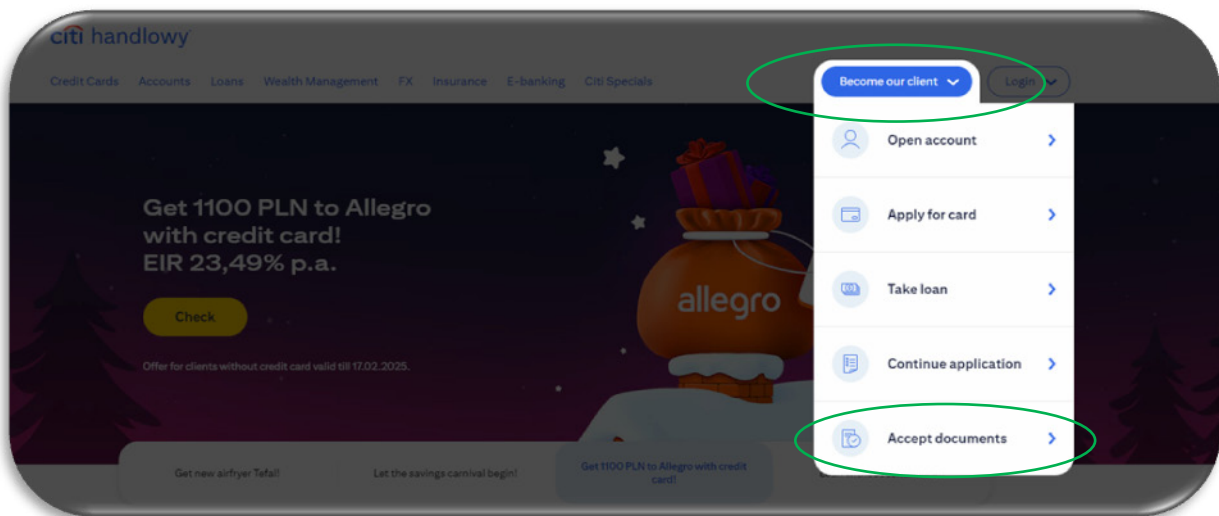 citi handlowy
Credit Cards Accounts Loans Wealth Management FX Insurance E-banking Citi Specials Become our client Login
Open account
Apply for card
Take loan
Continue application
Accept documents
Get 1100 PLN to Allegro
with credit card!
EIR 23,49% p.a.
Check
Offer for clients without credit card valid till 17.02.2025.
allegro
Get new airfryer Tefal!
Let the savings carnival begin!
Get 1100 PLN to Allegro with credit
card!